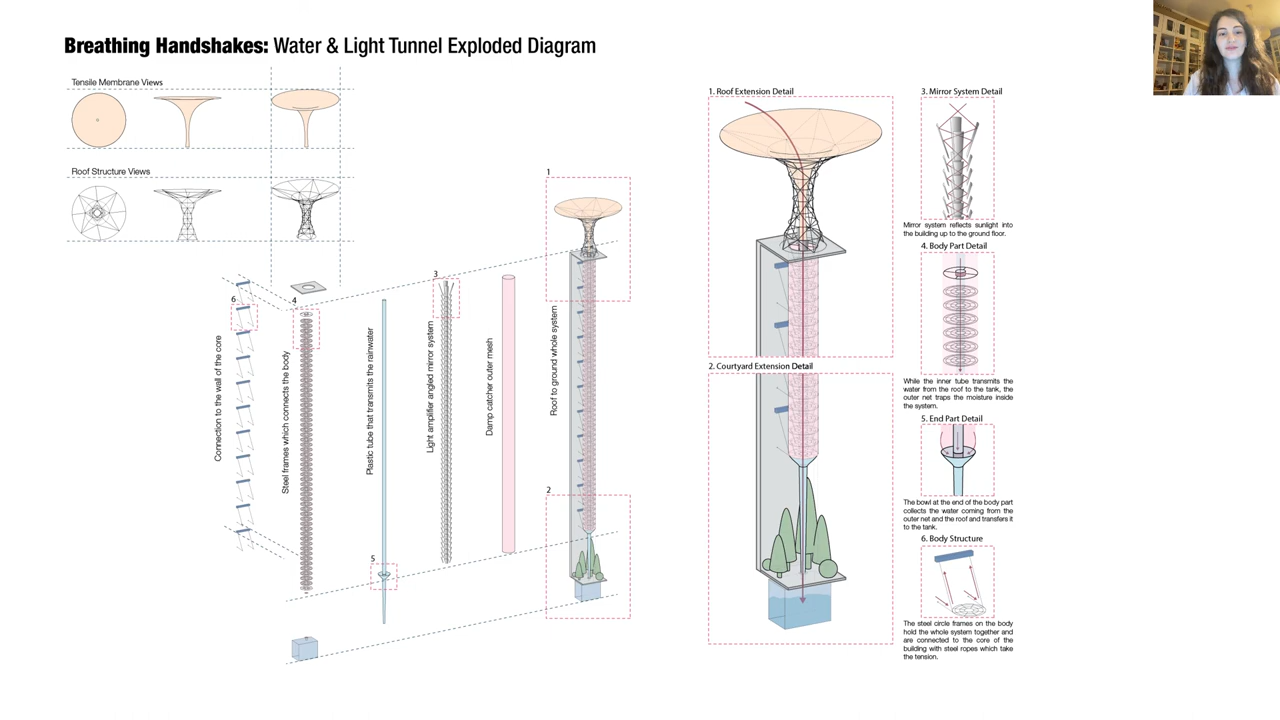 Breathing Handshakes: Water & Light Tunnel Exploded Diagram
Tensile Membrane Views
Roof Structure Views
6
Connection to the wall of the core
4
Steel frames which connects the body
Plastic tube that transmits the rainwater
5
3
Light amplifier angled mirror system
Damp catcher outer mesh
1
Roof to ground whole system
2
1. Roof Extension Detail
2. Courtyard Extension Detail
3. Mirror System Detail
Mirror system reflects sunlight into
the building up to the ground floor.
4. Body Part Detail
While the inner tube transmits the
water from the roof to the tank, the
outer net traps the moisture inside
the system.
5. End Part Detail
The bowl at the end of the body part
collects the water coming from the
outer net and the roof and transfers it
to the tank.
6. Body Structure
The steel circle frames on the body
hold the whole system together and
are connected to the core of the
building with steel ropes which take
the tension.